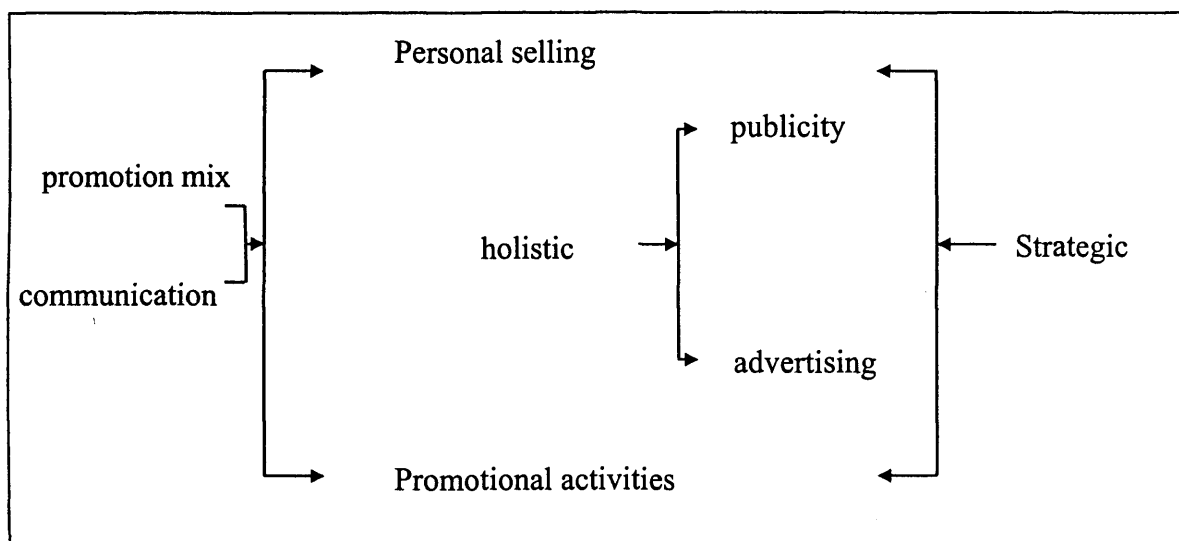 Personal selling
publicity
promotion mix
holistic
Strategic
communication
advertising
Promotional activities